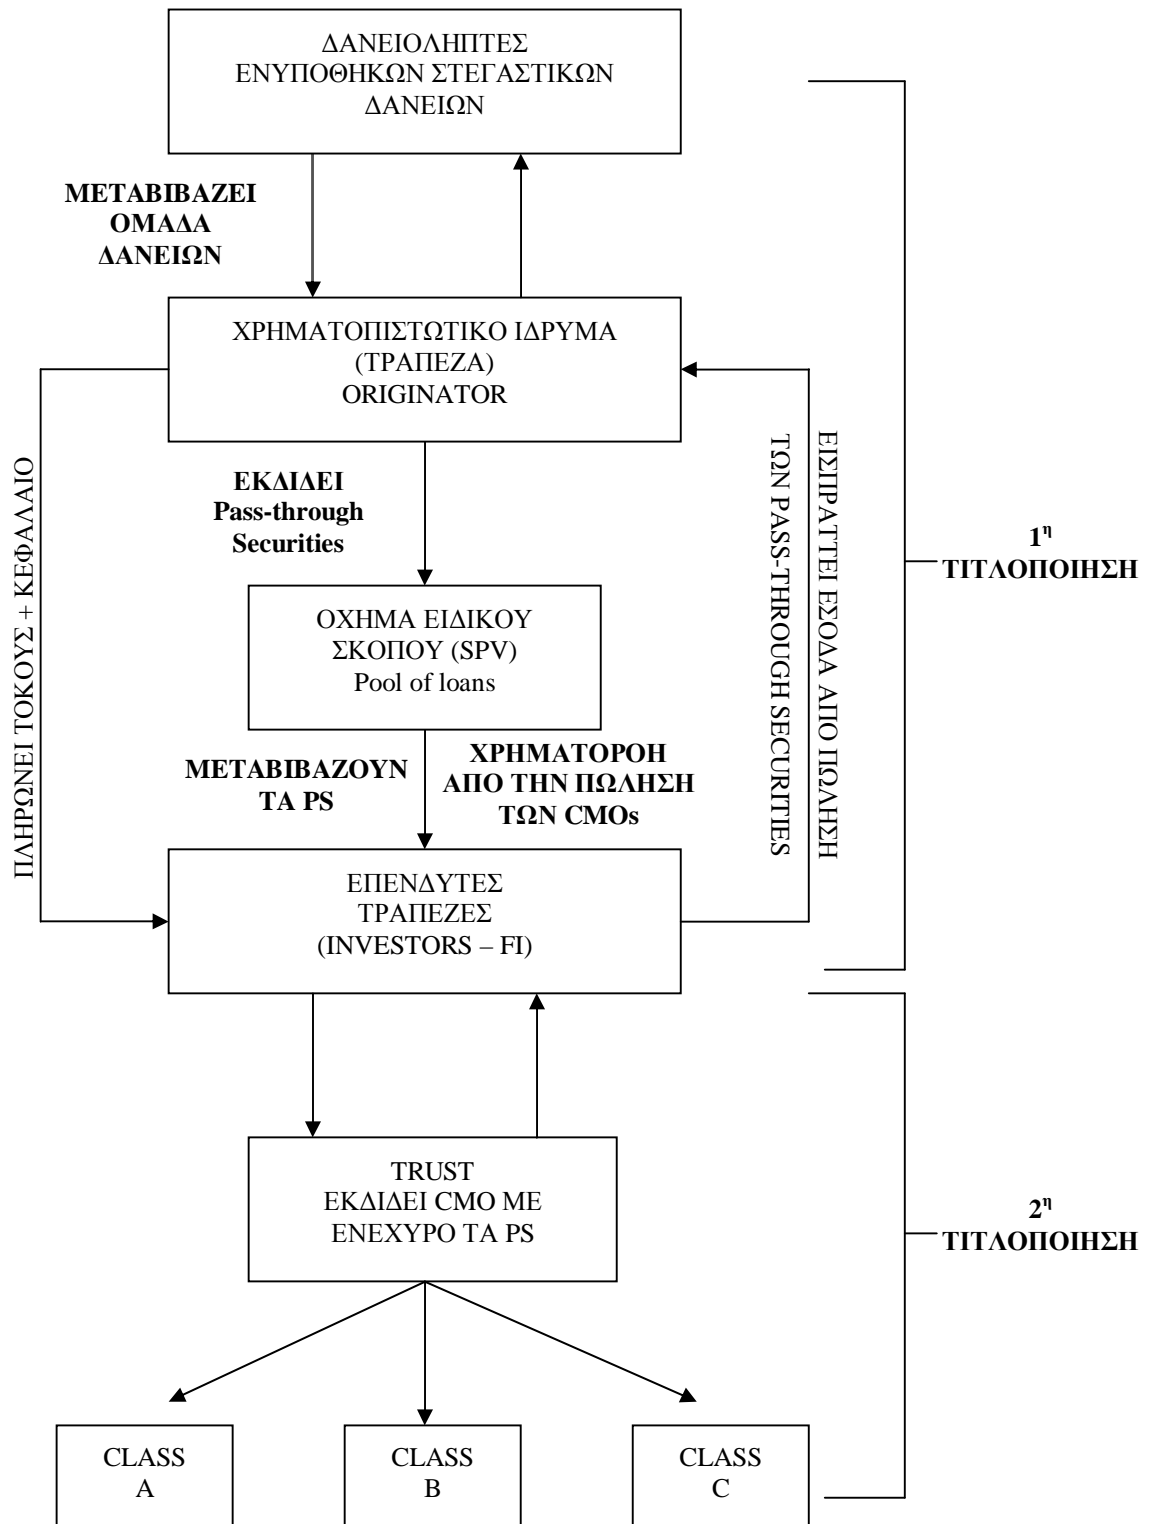 ΔΑΝΕΙΟΛΗΠΤΕΣ
ΕΝΥΠΟΘΗΚΩΝ ΣΤΕΓΑΣΤΙΚΩΝ
ΔΑΝΕΙΩΝ
ΜΕΤΑΒΙΒΑΖΕΙ
ΟΜΑΔΑ
ΔΑΝΕΙΩΝ
ΧΡΗΜΑΤΟΠΙΣΤΩΤΙΚΟ ΙΔΡΥΜΑ
(ΤΡΑΠΕΖΑ)
ORIGINATOR
ΠΛΗΡΩΝΕΙ ΤΟΚΟΥΣ + ΚΕΦΑΛΑΙΟ
ΕΚΔΙΔΕΙ
Pass-through
Securities
ΕΙΣΠΡΑΤΤΕΙ ΕΣΟΔΑ ΑΠΟ ΠΩΛΗΣΗ
ΤΩΝ PASS-THROUGH SECURITIES
1η
ΤΙΤΛΟΠΟΙΗΣΗ
ΟΧΗΜΑ ΕΙΔΙΚΟΥ
ΣΚΟΠΟΥ (SPV)
Pool of loans
ΜΕΤΑΒΙΒΑΖΟΥΝ
ΤΑ PS
ΧΡΗΜΑΤΟΡΟΗ
ΑΠΟ ΤΗΝ ΠΩΛΗΣΗ
ΤΩΝ CMOs
ΕΠΕΝΔΥΤΕΣ
ΤΡΑΠΕΖΕΣ
(INVESTORS – FI)
TRUST
ΕΚΔΙΔΕΙ CMO ΜΕ
ΕΝΕΧΥΡΟ ΤΑ PS
2η
ΤΙΤΛΟΠΟΙΗΣΗ
CLASS
A
CLASS
B
CLASS
C